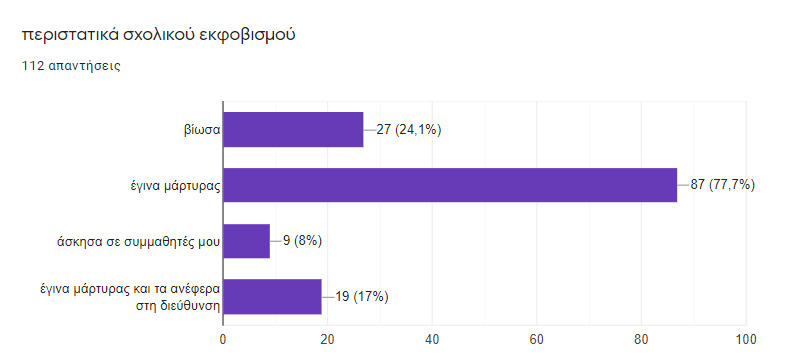 περιστατικά σχολικού εκφοβισμού
112 απαντήσεις
βίωσα
27 (24,1%)
έγινα μάρτυρας
87 (77,7%)
άσκησα σε συμμαθητές μου
9 (8%)
έγινα μάρτυρας και τα ανέφερα
στη διεύθυνση
19 (17%)
0 20 40 60 80 100